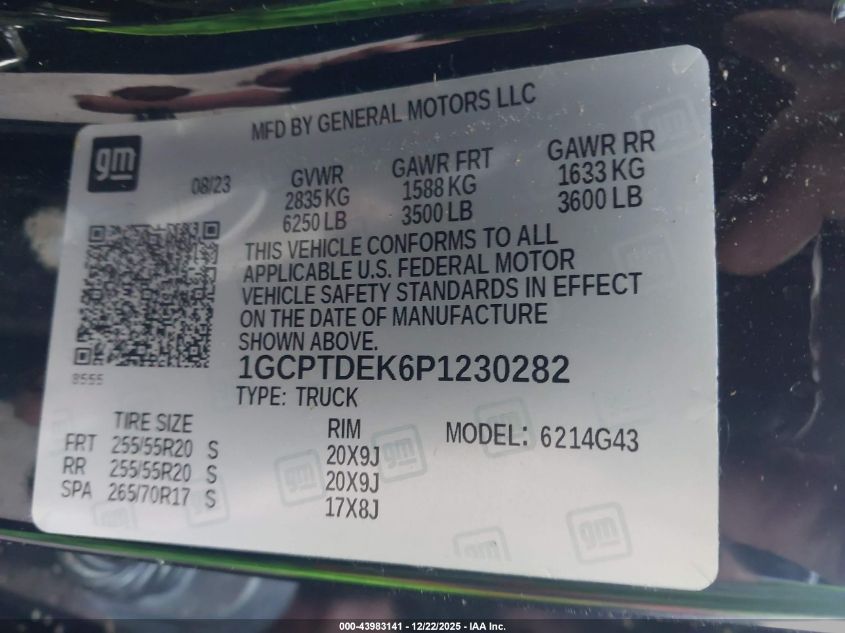 MFD BY GENERAL MOTORS LLC
gm
08/23
GVWR GAWR FRT GAWR RR
2835 KG 1588 KG 1633 KG
6250 LB 3500 LB 3600 LB
THIS VEHICLE CONFORMS TO ALL
APPLICABLE U.S. FEDERAL MOTOR
VEHICLE SAFETY STANDARDS IN EFFECT
ON THE DATE OF MANUFACTURE
SHOWN ABOVE.
8555
1GCPTDEK6P1230282
TYPE: TRUCK
TIRE SIZE RIM MODEL: 6214G43
FRT 255/55R20 S 20X9J
RR 255/55R20 S 20X9J
SPA 265/70R17 S 17X8J
000-43983141 - 12/22/2025 - IAA Inc.